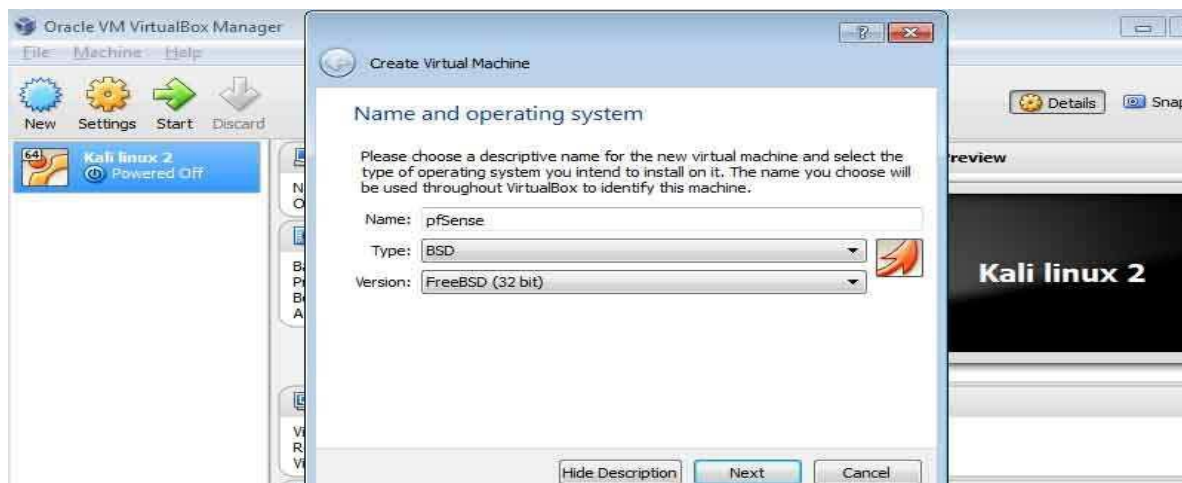 Oracle VM VirtualBox Manager
File Machine Help
New Settings Start Discard
Details
Kali linux 2
Powered Off
64
Create Virtual Machine
Name and operating system
Please choose a descriptive name for the new virtual machine and select the
type of operating system you intend to install on it. The name you choose will
be used throughout VirtualBox to identify this machine.
Name: pfSense
Type: BSD
Version: FreeBSD (32 bit)
Hide Description Next Cancel
Kali linux 2